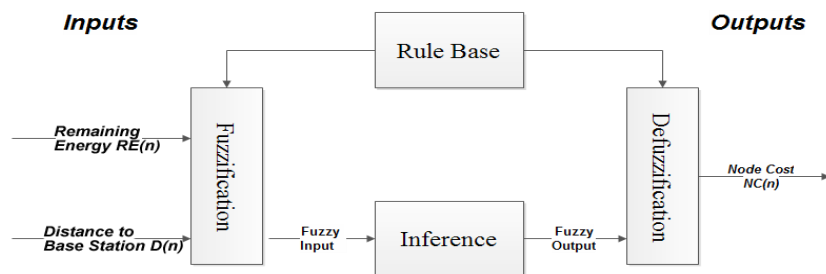 Inputs
Outputs
Rule Base
Fuzzification
Defuzzification
Remaining
Energy RE(n)
Node Cost
NC(n)
Distance to
Base Station D(n)
Fuzzy
Input
Inference
Fuzzy
Output